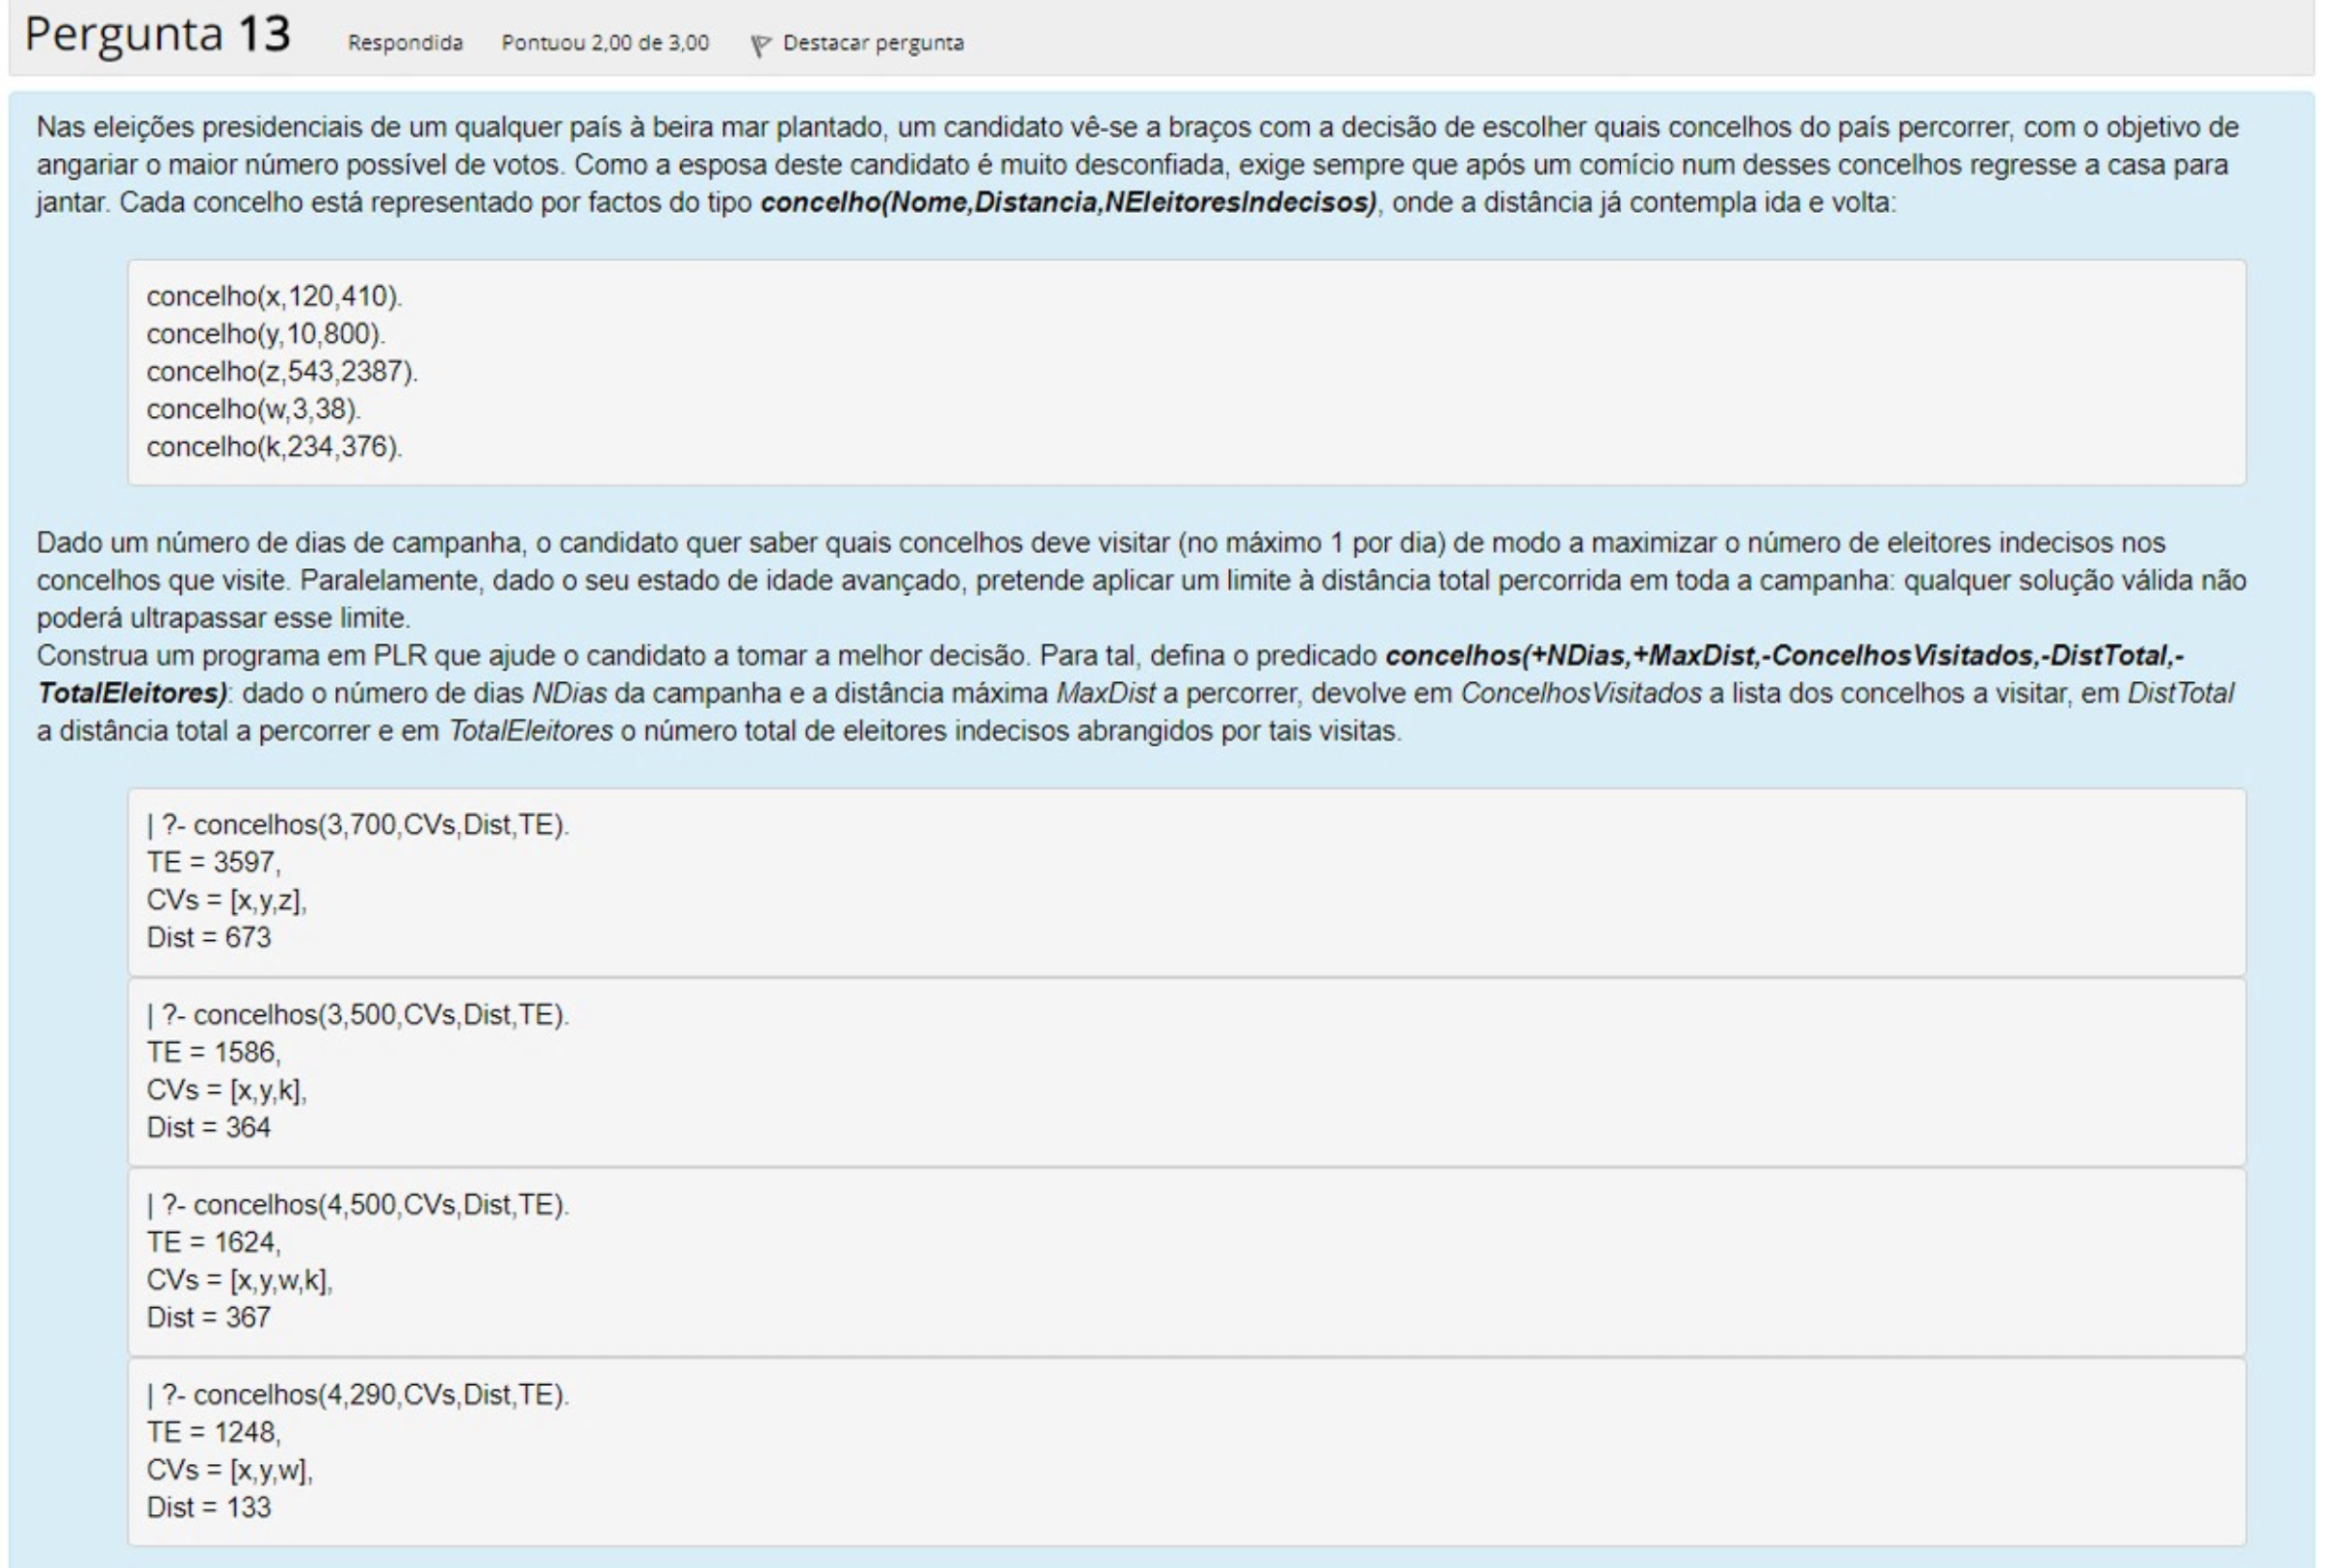 Pergunta 13 Respondida Pontuou 2,00 de 3,00 Destacar pergunta
Nas eleições presidenciais de um qualquer país à beira mar plantado, um candidato vê-se a braços com a decisão de escolher quais concelhos do país percorrer, com o objetivo de
angariar o maior número possível de votos. Como a esposa deste candidato é muito desconfiada, exige sempre que após um comício num desses concelhos regresse a casa para
jantar. Cada concelho está representado por factos do tipo concelho(Nome,Distancia,NEleitoresIndecisos), onde a distância já contempla ida e volta:
concelho(x,120,410).
concelho(y,10,800).
concelho(z,543,2387).
concelho(w,3,38).
concelho(k,234,376).
Dado um número de dias de campanha, o candidato quer saber quais concelhos deve visitar (no máximo 1 por dia) de modo a maximizar o número de eleitores indecisos nos
concelhos que visite. Paralelamente, dado o seu estado de idade avançado, pretende aplicar um limite à distância total percorrida em toda a campanha: qualquer solução válida não
poderá ultrapassar esse limite.
Construa um programa em PLR que ajude o candidato a tomar a melhor decisão. Para tal, defina o predicado concelhos(+NDias,+MaxDist,-ConcelhosVisitados,-DistTotal,-
TotalEleitores): dado o número de dias NDias da campanha e a distância máxima MaxDist a percorrer, devolve em ConcelhosVisitados a lista dos concelhos a visitar, em DistTotal
a distância total a percorrer e em TotalEleitores o número total de eleitores indecisos abrangidos por tais visitas.
| ?- concelhos(3,700,CVs,Dist,TE).
TE = 3597,
CVs = [x,y,z],
Dist = 673
| ?- concelhos(3,500,CVs,Dist,TE).
TE = 1586,
CVs = [x,y,k],
Dist = 364
| ?- concelhos(4,500,CVs,Dist,TE).
TE = 1624,
CVs = [x,y,w,k],
Dist = 367
| ?- concelhos(4,290,CVs,Dist,TE).
TE = 1248,
CVs = [x,y,w],
Dist = 133